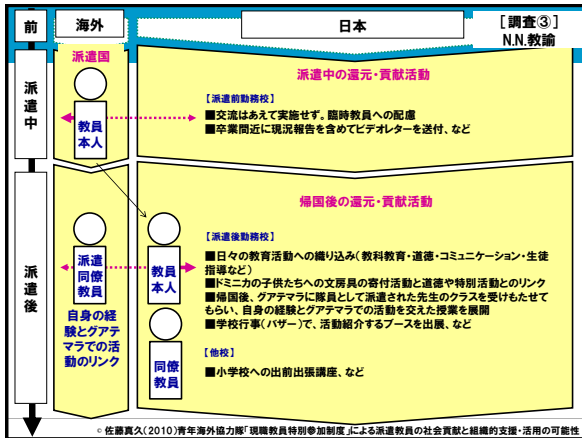 前
海外
日本
[調査③]
N.N.教諭
派遣中
派遣国
教員
本人
派遣中の還元・貢献活動
【派遣前勤務校】
■交流はあえて実施せず。臨時教員への配慮
■卒業間近に現況報告を含めてビデオレターを送付、など
派遣後
派遣
同僚
教員
自身の経
験とグアテ
マラでの活
動のリンク
教員
本人
同僚
教員
帰国後の還元・貢献活動
【派遣後勤務校】
■日々の教育活動への織り込み(教科教育・道徳・コミュニケーション・生徒
指導など)
■ドミニカの子供たちへの文房具の寄付活動と道徳や特別活動とのリンク
■帰国後、グアテマラに隊員として派遣された先生のクラスを受けもたせて
もらい、自身の経験とグアテマラでの活動を交えた授業を展開
■学校行事(バザー)で、活動紹介するブースを出展、など
【他校】
■小学校への出前出張講座、など
© 佐藤真久(2010)青年海外協力隊「現職教員特別参加制度」による派遣教員の社会貢献と組織的支援・活用の可能性